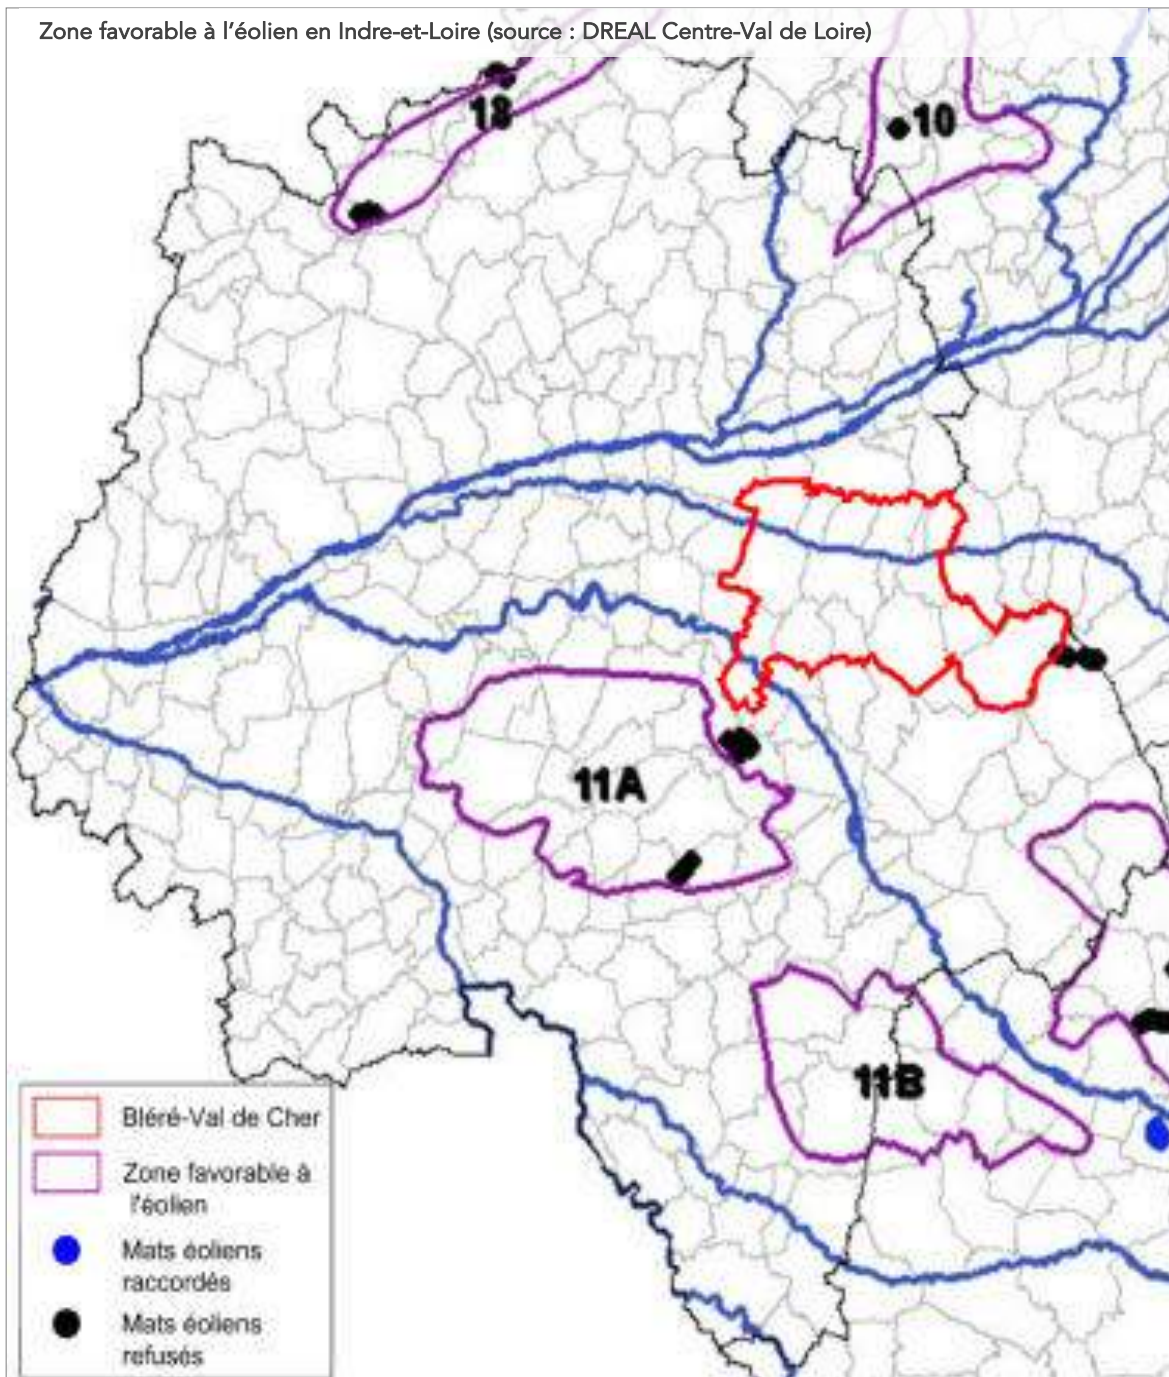 Zone favorable à l'éolien en Indre-et-Loire (source : DREAL Centre-Val de Loire)
18
10
11A
11B
Bléré-Val de Cher
Zone favorable à
l'éolien
Mats éoliens
raccordés
Mats éoliens
refusés